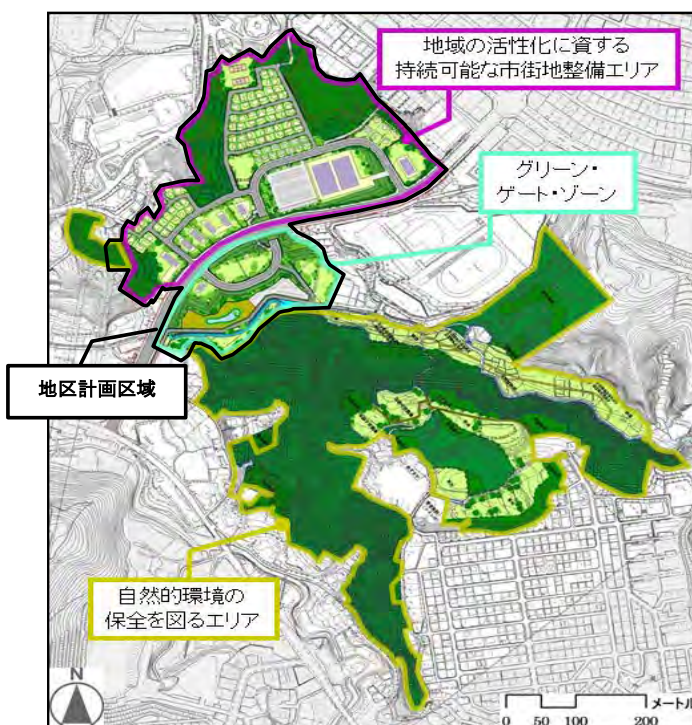 地域の活性化に資する
持続可能な市街地整備エリア
グリーン・
ゲート・ゾーン
地区計画区域
自然的環境の
保全を図るエリア
N
メートル
0 50 100 200